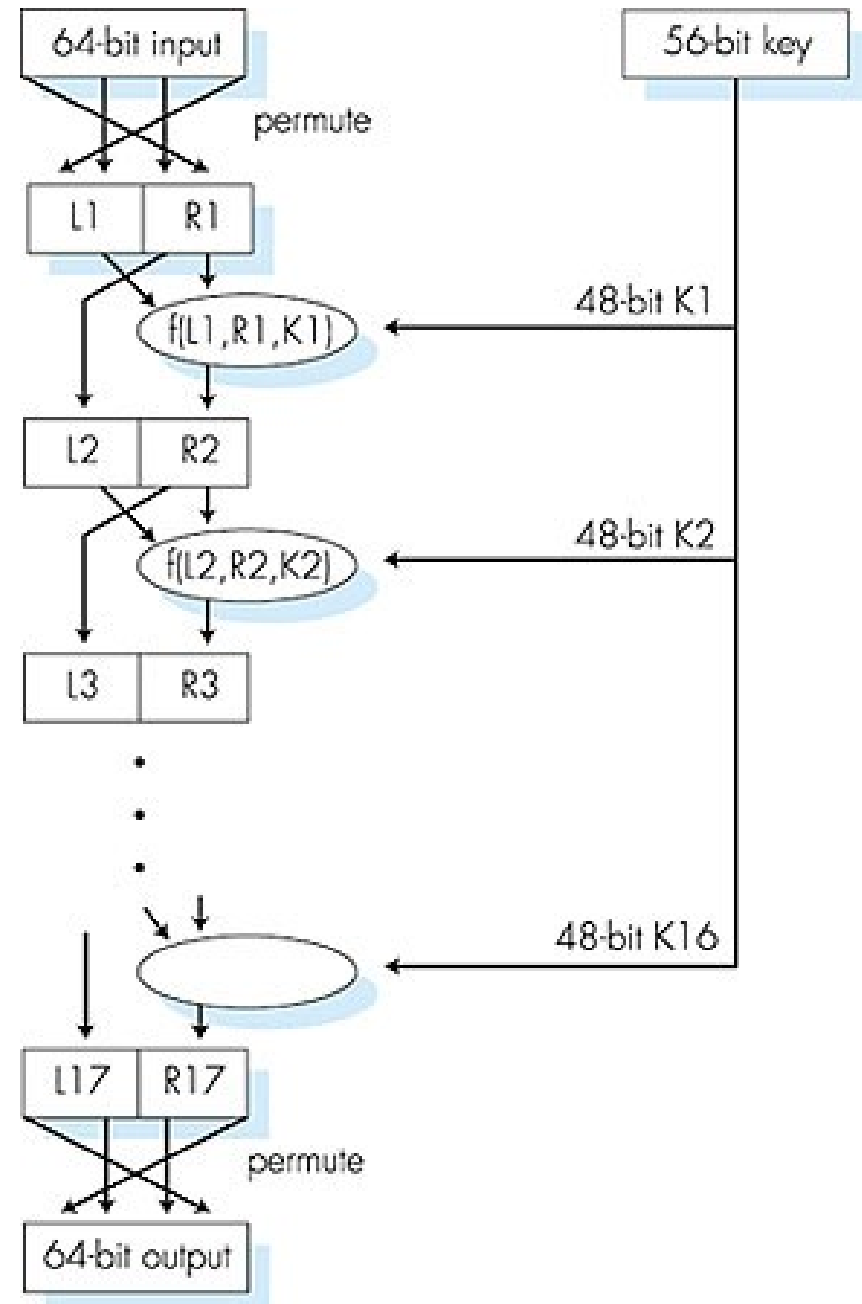 64-bit input
56-bit key
permute
L1 R1
48-bit K1
f(L1,R1,K1)
L2 R2
48-bit K2
f(L2,R2,K2)
L3 R3
48-bit K16
L17 R17
permute
64-bit output